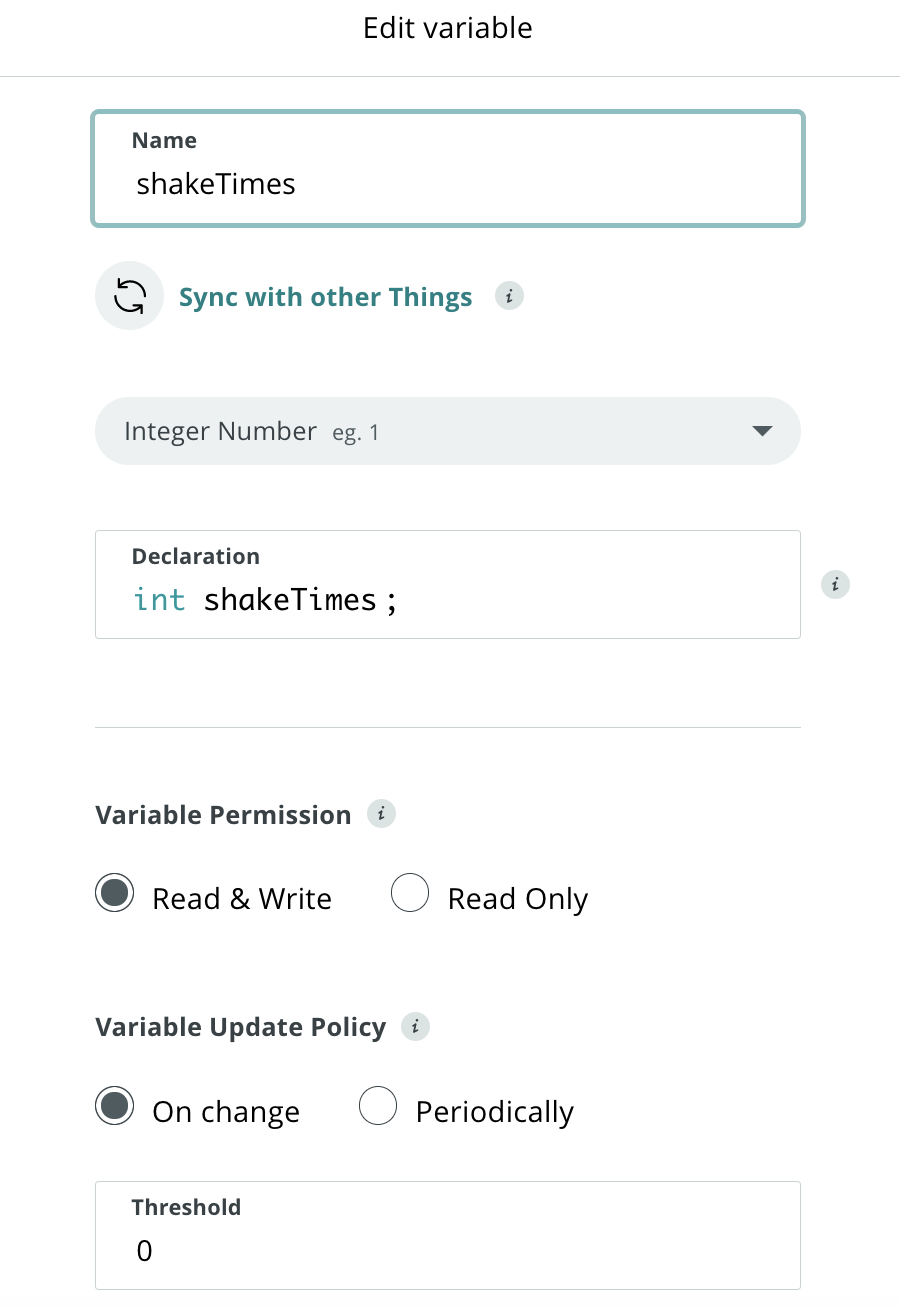 Edit variable
Name
shakeTimes
Sync with other Things i
Integer Number eg. 1
Declaration
int shakeTimes;
i
Variable Permission i
Read & Write Read Only
Variable Update Policy i
On change Periodically
Threshold
0